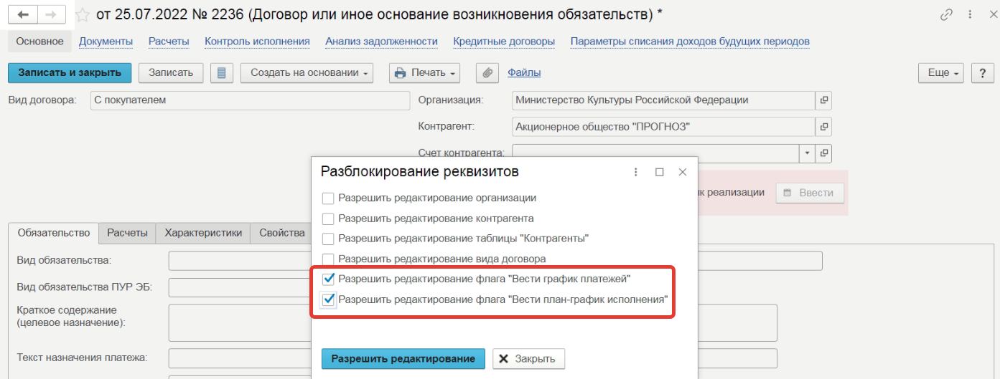 от 25.07.2022 № 2236 (Договор или иное основание возникновения обязательств) *
Основное Документы Расчеты Контроль исполнения Анализ задолженности Кредитные договоры Параметры списания доходов будущих периодов
Записать и закрыть Записать Создать на основании Печать Файлы Еще ?
Вид договора: С покупателем Организация: Министерство Культуры Российской Федерации
Контрагент: Акционерное общество "ПРОГНОЗ"
Счет контрагента:
Разблокирование реквизитов
реализации Ввести
Разрешить редактирование организации
Разрешить редактирование контрагента
Разрешить редактирование таблицы "Контрагенты"
Разрешить редактирование вида договора
Разрешить редактирование флага "Вести график платежей"
Разрешить редактирование флага "Вести план-график исполнения"
Разрешить редактирование Закрыть
Обязательство Расчеты Характеристики Свойства
Вид обязательства:
Вид обязательства ПУР ЭБ:
Краткое содержание
(целевое назначение):
Текст назначения платежа: